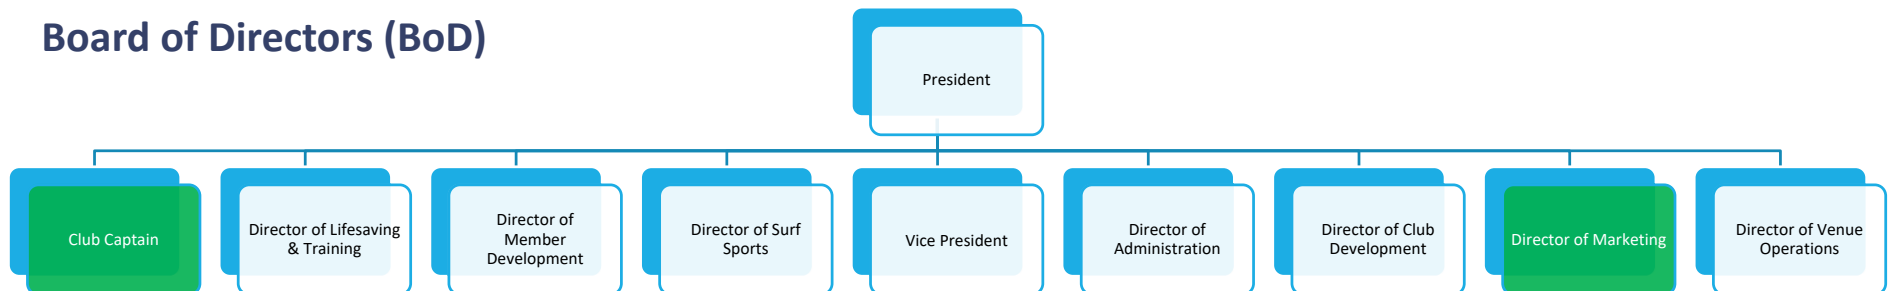 Board of Directors (BoD)
President
Club Captain
Director of Lifesaving
& Training
Director of
Member
Development
Director of Surf
Sports
Vice President
Director of
Administration
Director of Club
Development
Director of Marketing
Director of Venue
Operations